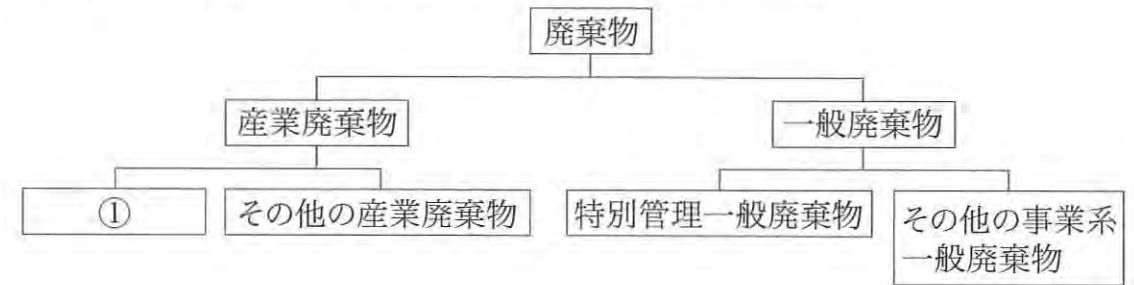 廃棄物
産業廃棄物
一般廃棄物
①
その他の産業廃棄物
特別管理一般廃棄物
その他の事業系
一般廃棄物